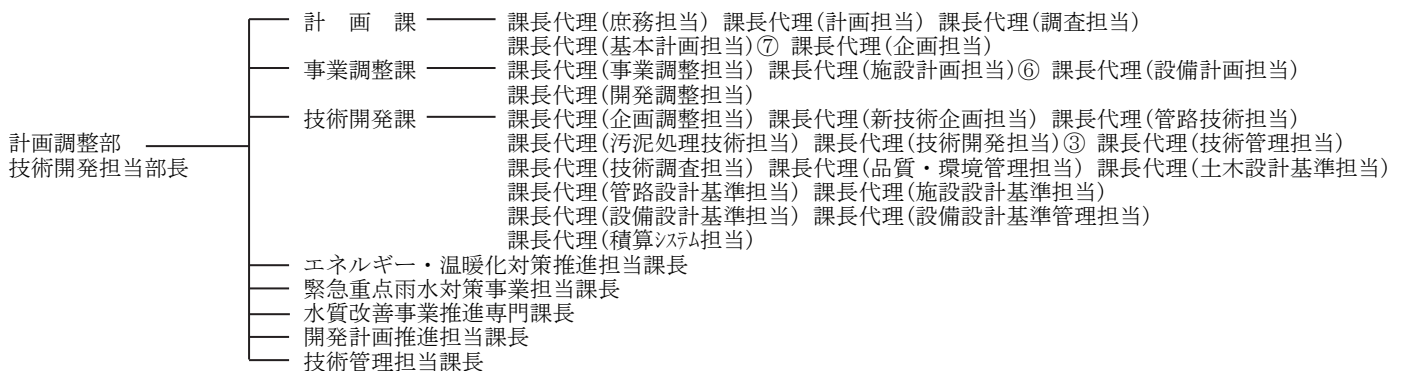 計 画 課 課長代理(庶務担当) 課長代理(計画担当) 課長代理(調査担当)
課長代理(基本計画担当)⑦ 課長代理(企画担当)
事業調整課 課長代理(事業調整担当) 課長代理(施設計画担当)⑥ 課長代理(設備計画担当)
課長代理(開発調整担当)
技術開発課 課長代理(企画調整担当) 課長代理(新技術企画担当) 課長代理(管路技術担当)
計画調整部 課長代理(汚泥処理技術担当) 課長代理(技術開発担当)③ 課長代理(技術管理担当)
技術開発担当部長 課長代理(技術調査担当) 課長代理(品質・環境管理担当) 課長代理(土木設計基準担当)
課長代理(管路設計基準担当) 課長代理(施設設計基準担当)
課長代理(設備設計基準担当) 課長代理(設備設計基準管理担当)
課長代理(積算ｼｽﾃﾑ担当)
エネルギー・温暖化対策推進担当課長
緊急重点雨水対策事業担当課長
水質改善事業推進専門課長
開発計画推進担当課長
技術管理担当課長